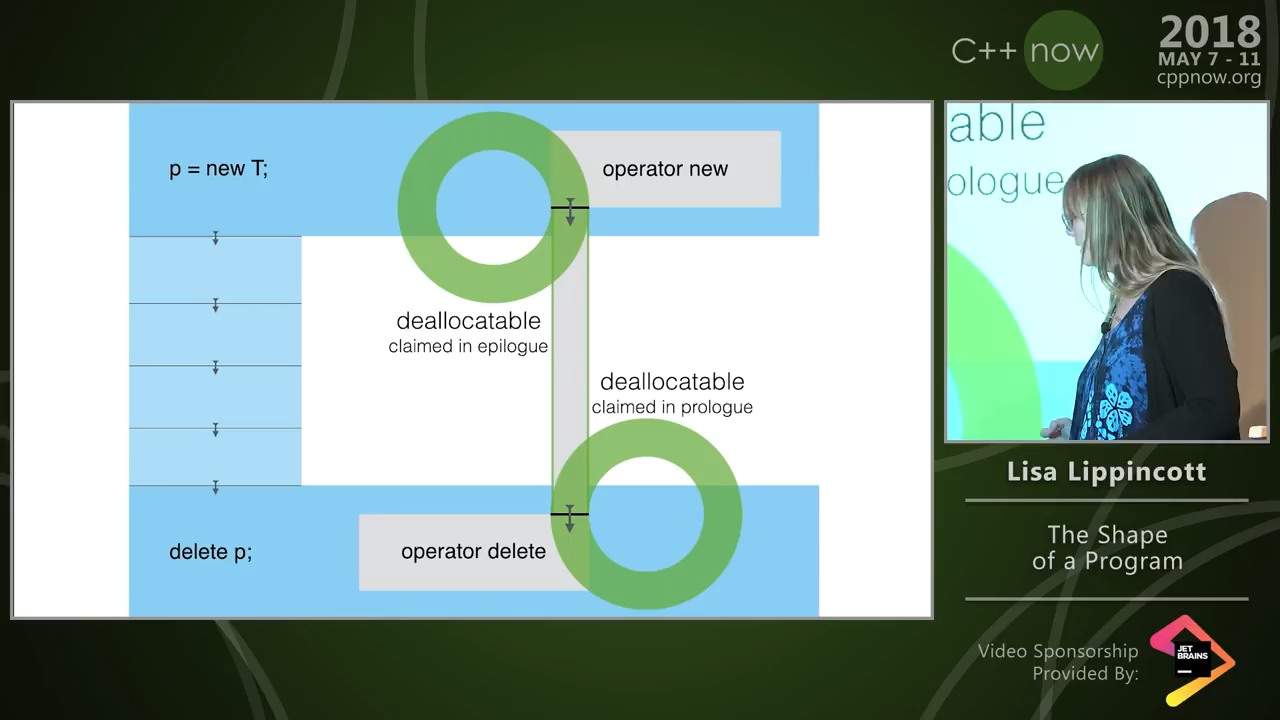 C++ now
2018
MAY 7 - 11
cppnow.org
p = new T;
operator new
deallocatable
claimed in epilogue
deallocatable
claimed in prologue
delete p;
operator delete
able
ologue
Lisa Lippincott
The Shape
of a Program
Video Sponsorship
Provided By:
JET
BRAINS